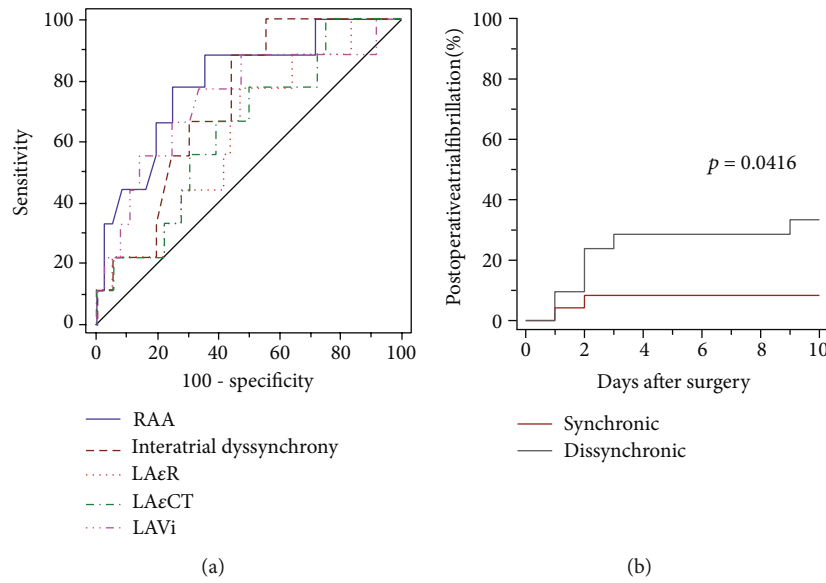 100
80
60
40
20
0
Sensitivity
0 20 40 60 80 100
100 - specificity
RAA
Interatrial dyssynchrony
LAεR
LAεCT
LAVi
(a)
100
80
60
40
20
0
Postoperativeatrialfibrillation(%)
p = 0.0416
0 2 4 6 8 10
Days after surgery
Synchronic
Dissynchronic
(b)